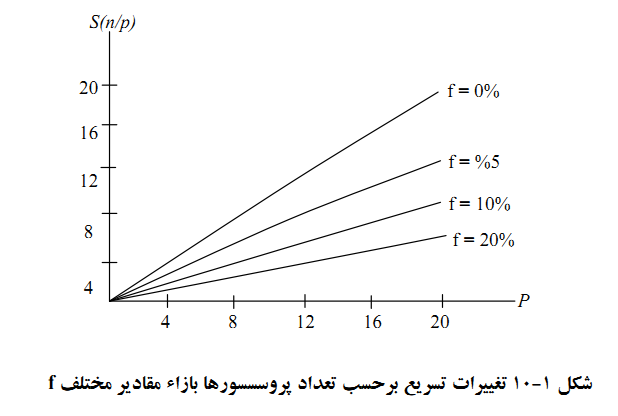 S(n/p)
20
16
12
8
4
f = 0%
f = %5
f = 10%
f = 20%
P
4 8 12 16 20
شکل ۱-۱۰ تغییرات تسریع برحسب تعداد پروسسورها بازاء مقادیر مختلف f